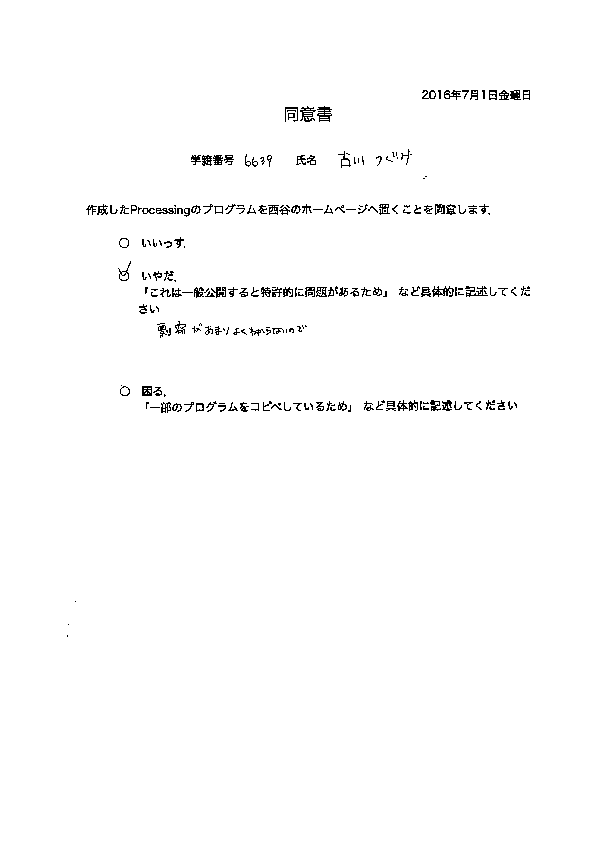 2016年7月1日金曜日
同意書
学籍番号 6639 氏名 古川
作成したProcessingのプログラムを西谷のホームページへ置くことを同意します.
○ いいっす.
○ いやだ.
「これは一般公開すると特許的に問題があるため」 など具体的に記述してくだ
さい
があまりよくわからないので
○ 困る.
「一部のプログラムをコピペしているため」 など具体的に記述してください